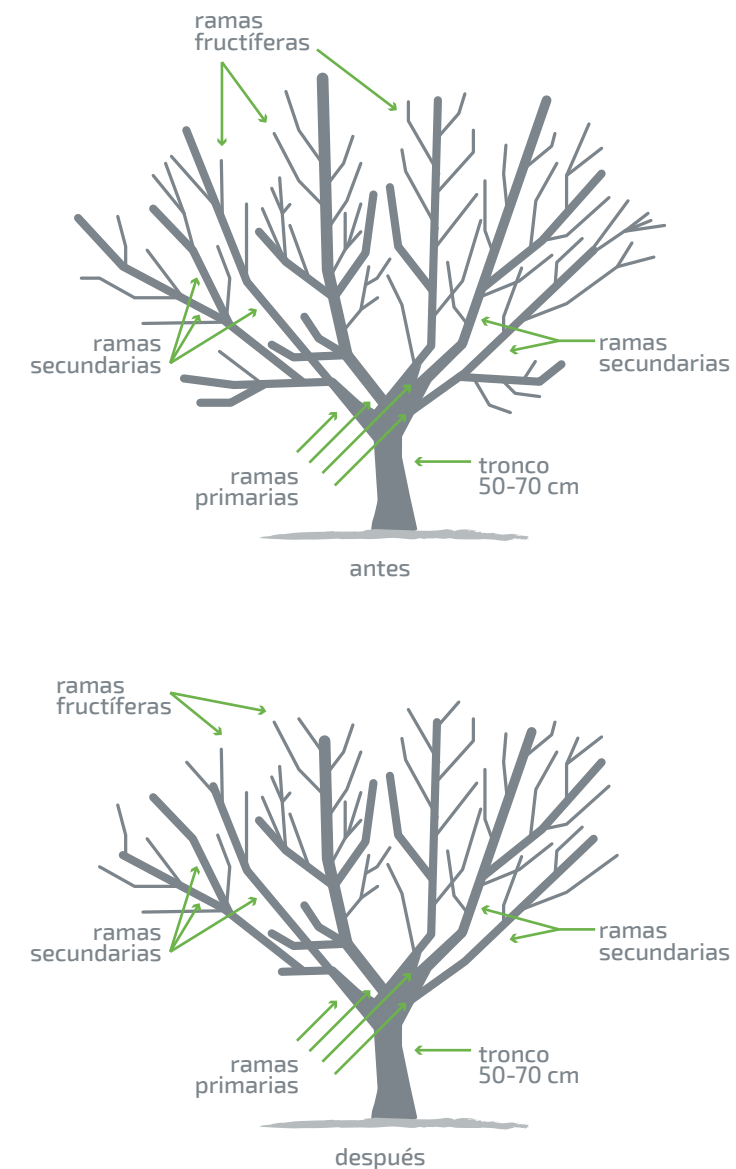 ramas
fructíferas
ramas
secundarias
ramas
secundarias
ramas
primarias
tronco
50-70 cm
antes
ramas
fructíferas
ramas
secundarias
ramas
secundarias
ramas
primarias
tronco
50-70 cm
después